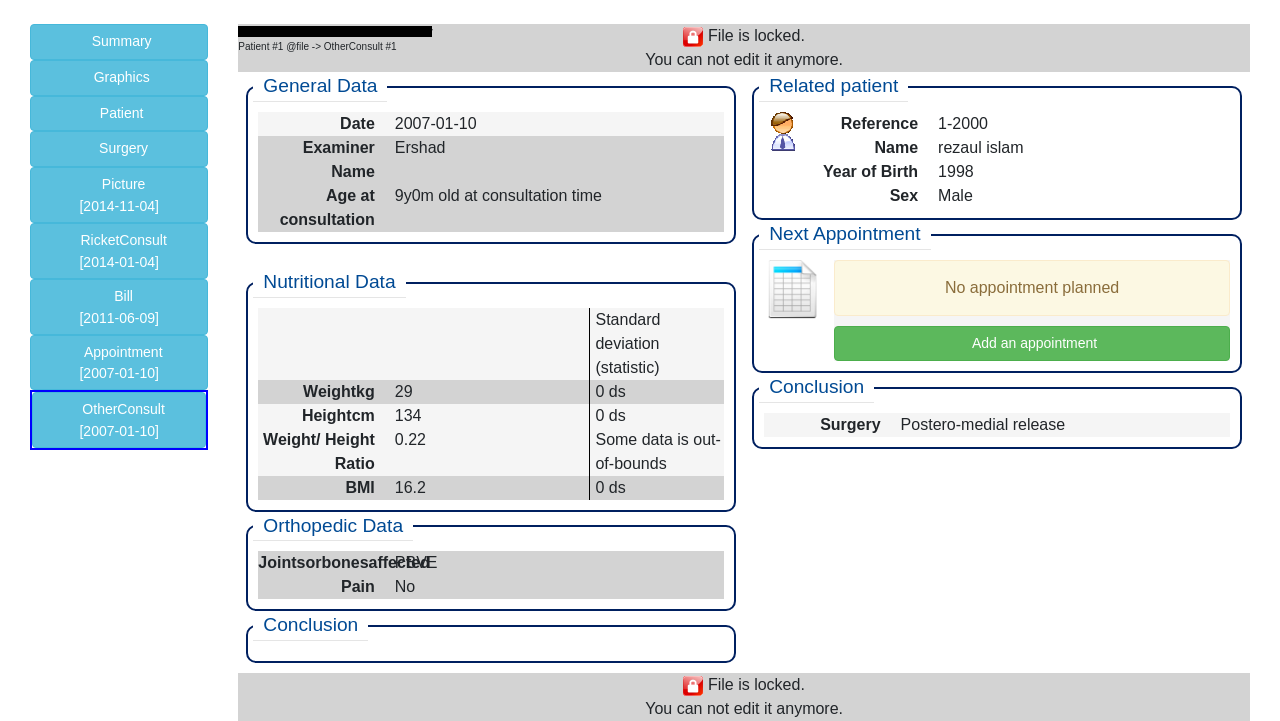 Summary
Graphics
Patient
Surgery
Picture
[2014-11-04]
RicketConsult
[2014-01-04]
Bill
[2011-06-09]
Appointment
[2007-01-10]
OtherConsult
[2007-01-10]
Patient #1 @file -> OtherConsult #1
File is locked.
You can not edit it anymore.
General Data
Date 2007-01-10
Examiner Ershad
Name
Age at 9y0m old at consultation time
consultation
Nutritional Data
Standard
deviation
(statistic)
Weightkg 29 0 ds
Heightcm 134 0 ds
Weight/ Height 0.22 Some data is out-
Ratio of-bounds
BMI 16.2 0 ds
Orthopedic Data
Jointsorbonesaffected PBVE
Pain No
Conclusion
Related patient
Reference 1-2000
Name rezaul islam
Year of Birth 1998
Sex Male
Next Appointment
No appointment planned
Add an appointment
Conclusion
Surgery Postero-medial release
File is locked.
You can not edit it anymore.